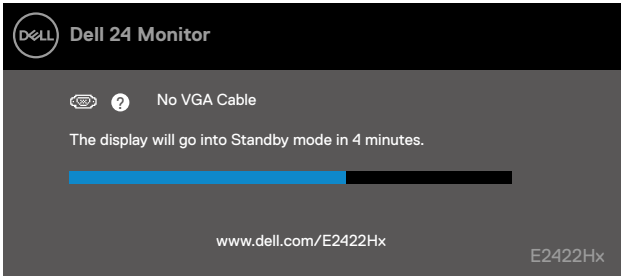 DELL
Dell 24 Monitor
? No VGA Cable
The display will go into Standby mode in 4 minutes.
www.dell.com/E2422Hx
E2422Hx